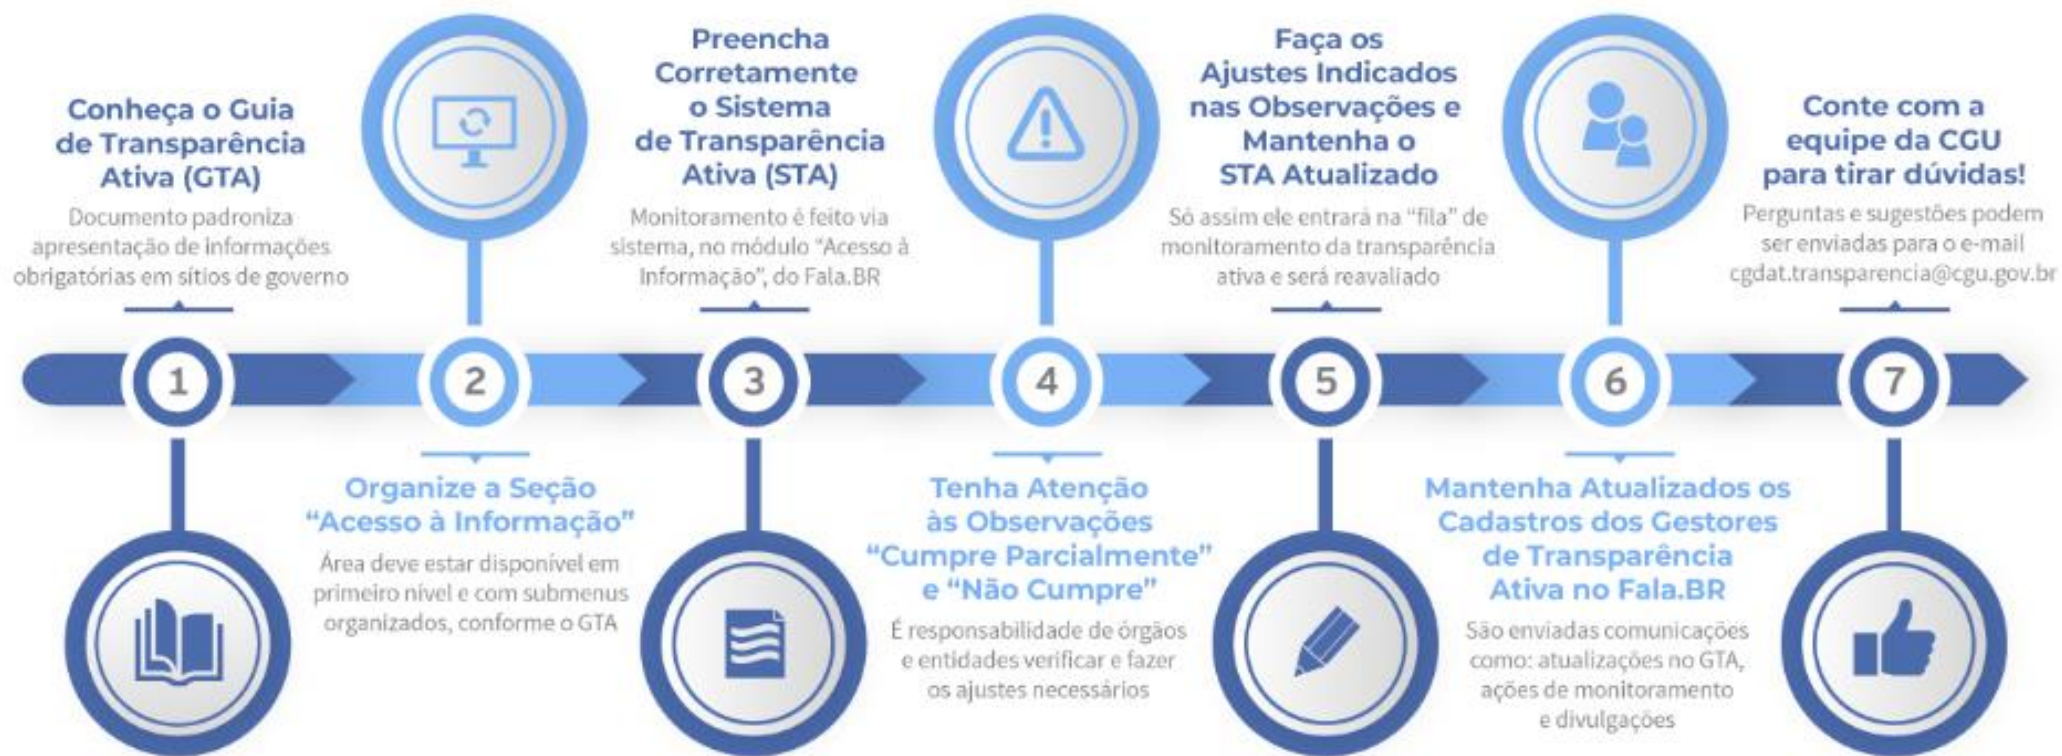 Conheça o Guia
de Transparência
Ativa (GTA)
Documento padroniza
apresentação de informações
obrigatórias em sítios de governo
1
2
Organize a Seção
“Acesso à Informação”
Área deve estar disponível em
primeiro nível e com submenus
organizados, conforme o GTA
Preencha
Corretamente
o Sistema
de Transparência
Ativa (STA)
Monitoramento é feito via
sistema, no módulo “Acesso à
Informação”, do Fala.BR
3
4
Tenha Atenção
às Observações
“Cumpre Parcialmente”
e “Não Cumpre”
É responsabilidade de órgãos
e entidades verificar e fazer
os ajustes necessários
Faça os
Ajustes Indicados
nas Observações e
Mantenha o
STA Atualizado
Só assim ele entrará na “fila” de
monitoramento da transparência
ativa e será reavaliado
5
6
Mantenha Atualizados os
Cadastros dos Gestores
de Transparência
Ativa no Fala.BR
São enviadas comunicações
como: atualizações no GTA,
ações de monitoramento
e divulgações
Conte com a
equipe da CGU
para tirar dúvidas!
Perguntas e sugestões podem
ser enviadas para o e-mail
cgdat.transparencia@cgu.gov.br
7